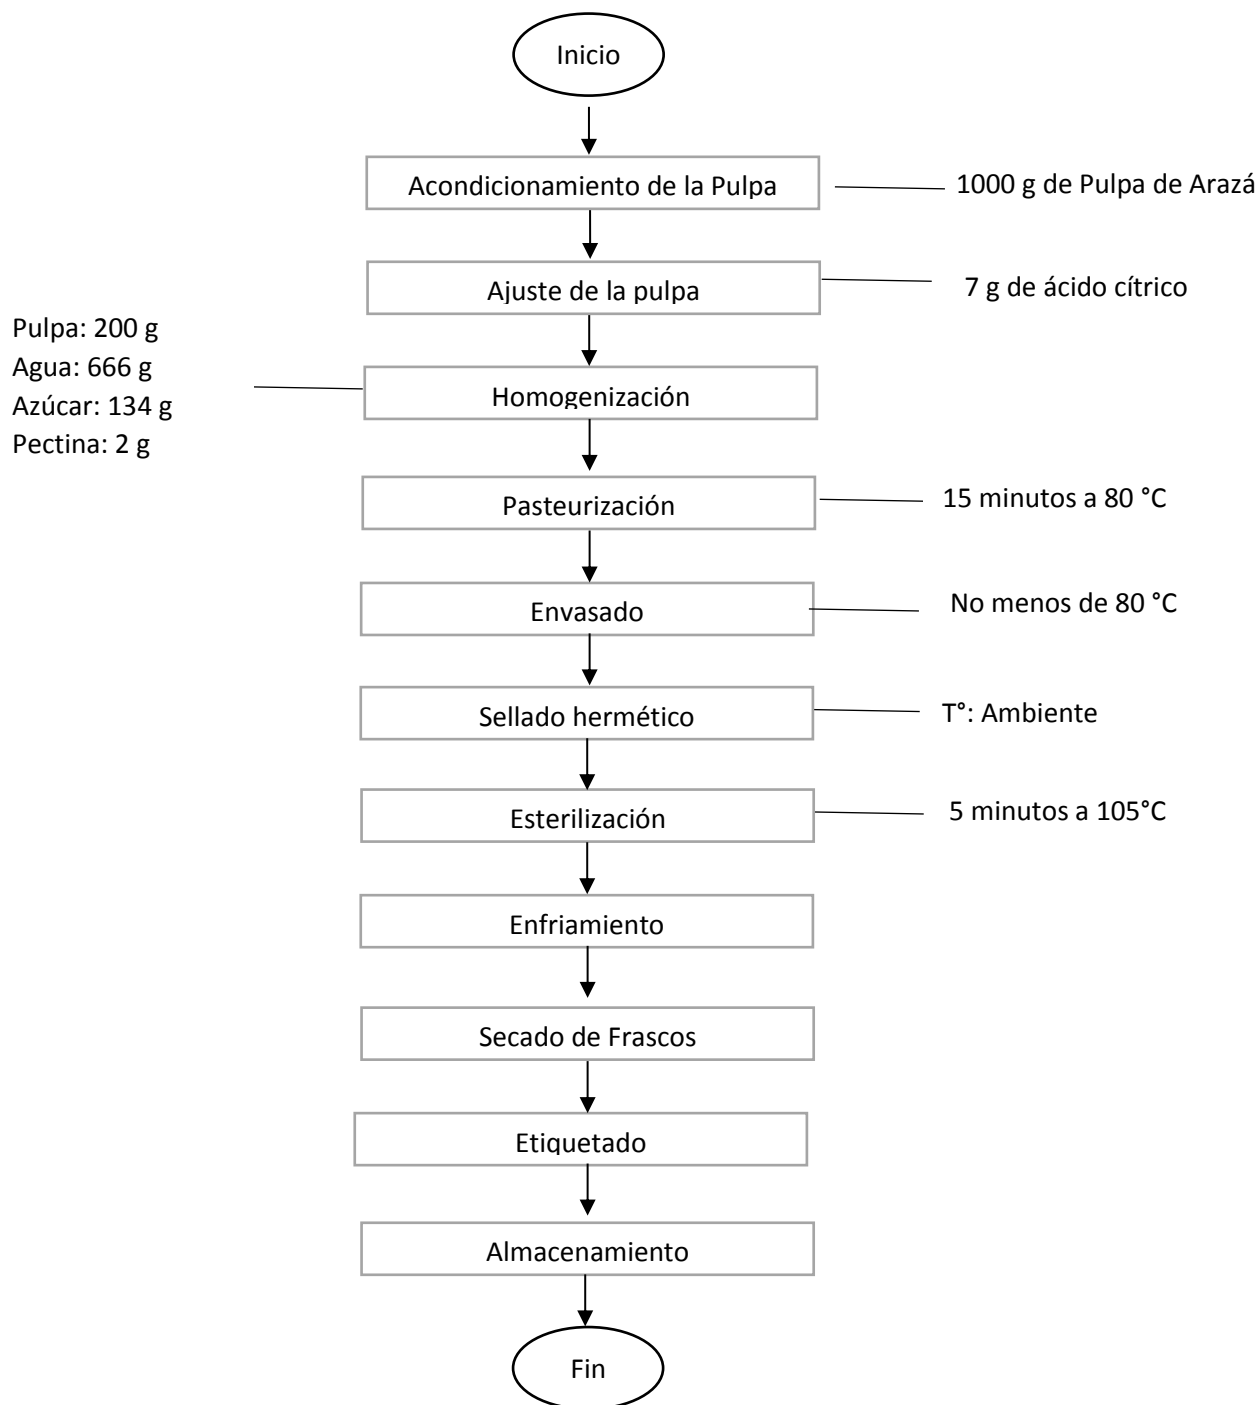 Inicio
Acondicionamiento de la Pulpa
1000 g de Pulpa de Arazá
Ajuste de la pulpa
7 g de ácido cítrico
Pulpa: 200 g
Agua: 666 g
Azúcar: 134 g
Pectina: 2 g
Homogenización
Pasteurización
15 minutos a 80 °C
Envasado
No menos de 80 °C
Sellado hermético
T°: Ambiente
Esterilización
5 minutos a 105°C
Enfriamiento
Secado de Frascos
Etiquetado
Almacenamiento
Fin